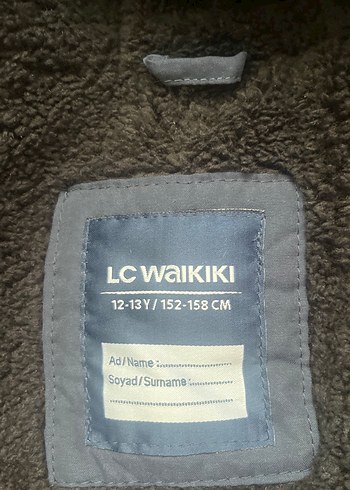 LC WAIKIKI
12-13Y / 152-158 CM
Ad/Name :....................
Soyad/Surname :............
..............................